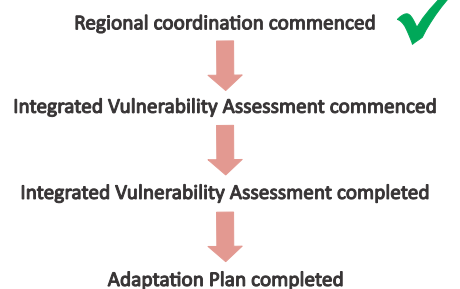 Regional coordination commenced
Integrated Vulnerability Assessment commenced
Integrated Vulnerability Assessment completed
Adaptation Plan completed